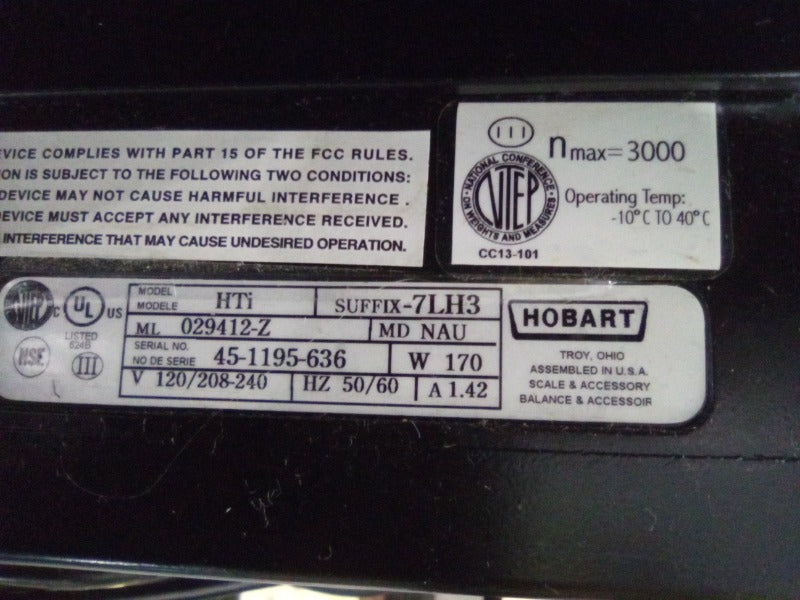 EVICE COMPLIES WITH PART 15 OF THE FCC RULES.
ION IS SUBJECT TO THE FOLLOWING TWO CONDITIONS:
DEVICE MAY NOT CAUSE HARMFUL INTERFERENCE .
DEVICE MUST ACCEPT ANY INTERFERENCE RECEIVED.
INTERFERENCE THAT MAY CAUSE UNDESIRED OPERATION.
III
n max= 3000
NATIONAL CONFERENCE
NTEP
ON WEIGHTS AND MEASURES
Operating Temp:
-10°C TO 40°C
CC13-101
NTEP
C UL US
LISTED
NSF
III
MODEL
MODELE HTi SUFFIX-7LH3
ML 029412-Z MD NAU
SERIAL NO.
NO DE SERIE 45-1195-636 W 170
V 120/208-240 HZ 50/60 A 1.42
HOBART
TROY, OHIO
ASSEMBLED IN U.S.A.
SCALE & ACCESSORY
BALANCE & ACCESSOIR